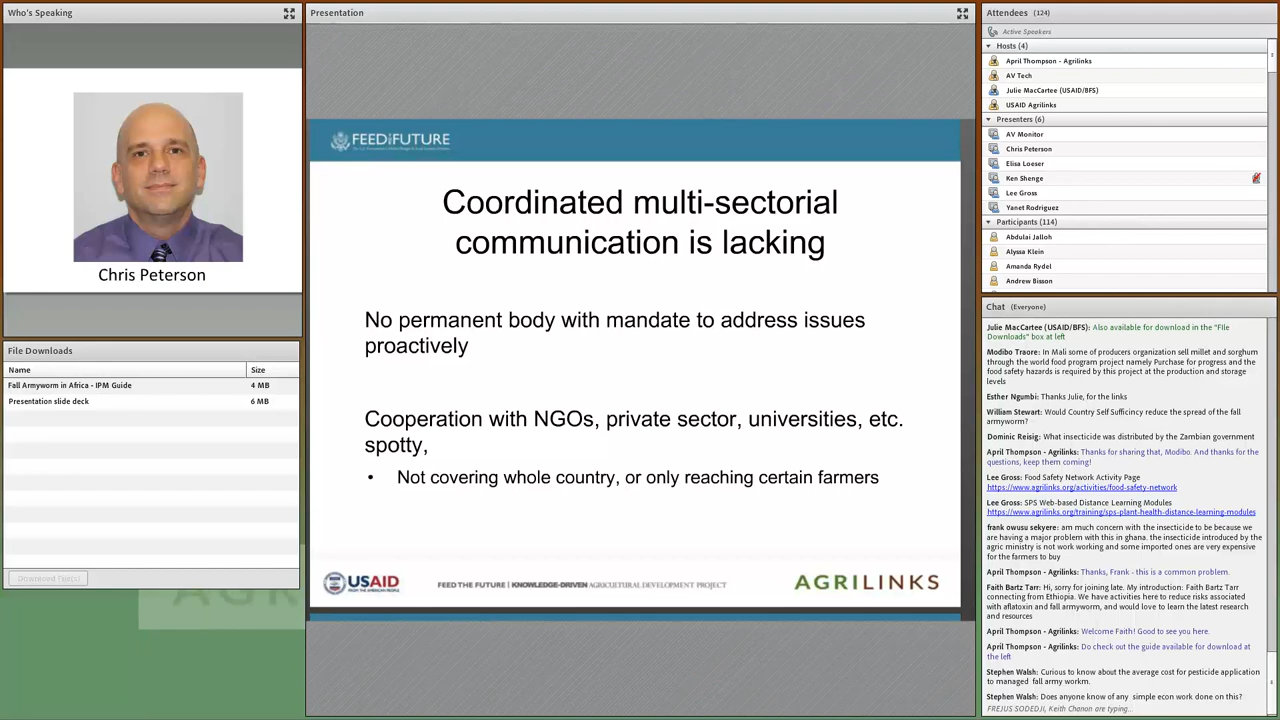 Who's Speaking
Chris Peterson
File Downloads
Name Size
Fall Armyworm in Africa - IPM Guide 4 MB
Presentation slide deck 6 MB
Download File(s)
Presentation
FEED THE FUTURE
Coordinated multi-sectorial
communication is lacking
No permanent body with mandate to address issues
proactively
Cooperation with NGOs, private sector, universities, etc.
spotty,
• Not covering whole country, or only reaching certain farmers
USAID
FROM THE AMERICAN PEOPLE
FEED THE FUTURE | KNOWLEDGE-DRIVEN AGRICULTURAL DEVELOPMENT PROJECT
AGRILINKS
Attendees (124)
Active Speakers
Hosts (4)
April Thompson - Agrilinks
AV Tech
Julie MacCartee (USAID/BFS)
USAID Agrilinks
Presenters (6)
AV Monitor
Chris Peterson
Elisa Loeser
Ken Shenge
Lee Gross
Yanet Rodriguez
Participants (114)
Abdulai Jalloh
Alyssa Klein
Amanda Rydel
Andrew Bisson
Chat (Everyone)
Julie MacCartee (USAID/BFS): Also available for download in the "FIle
Downloads" box at left
Modibo Traore: In Mali some of producers organization sell millet and sorghum
through the world food program project namely Purchase for progress and the
food safety hazards is required by this project at the production and storage
levels
Esther Ngumbi: Thanks Julie, for the links
William Stewart: Would Country Self Sufficincy reduce the spread of the fall
armyworm?
Dominic Reisig: What insecticide was distributed by the Zambian government
April Thompson - Agrilinks: Thanks for sharing that, Modibo. And thanks for the
questions, keep them coming!
Lee Gross: Food Safety Network Activity Page
https://www.agrilinks.org/activities/food-safety-network
Lee Gross: SPS Web-based Distance Learning Modules
https://www.agrilinks.org/training/sps-plant-health-distance-learning-modules
frank owusu sekyere: am much concern with the insecticide to be because we
are having a major problem with this in ghana. the insecticide introduced by the
agric ministry is not work working and some imported ones are very expensive
for the farmers to buy
April Thompson - Agrilinks: Thanks, Frank - this is a common problem.
Faith Bartz Tarr: Hi, sorry for joining late. My introduction: Faith Bartz Tarr
connecting from Ethiopia. We have activities here to reduce risks associated
with aflatoxin and fall armyworm, and would love to learn the latest research
and resources
April Thompson - Agrilinks: Welcome Faith! Good to see you here.
April Thompson - Agrilinks: Do check out the guide available for download at
the left
Stephen Walsh: Curious to know about the average cost for pesticide application
to managed fall army workm.
Stephen Walsh: Does anyone know of any simple econ work done on this?
FREJUS SODEDJI, Keith Chanon are typing...